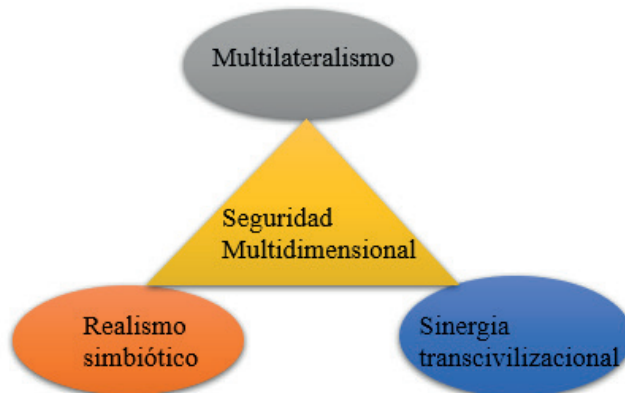 Multilateralismo
Seguridad
Multidimensional
Realismo
simbiótico
Sinergia
transcivilizacional